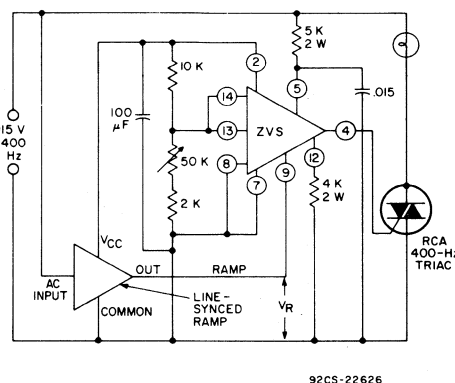 5 K
2 W
10 K
2
14
5
.015
100
μF
13
ZVS
4
15 V
400
Hz
50 K
8
12
7
9
4 K
2 W
2 K
RCA
400-Hz
TRIAC
VCC
OUT
RAMP
AC
INPUT
LINE-
SYNCED
RAMP
VR
COMMON
92CS-22626